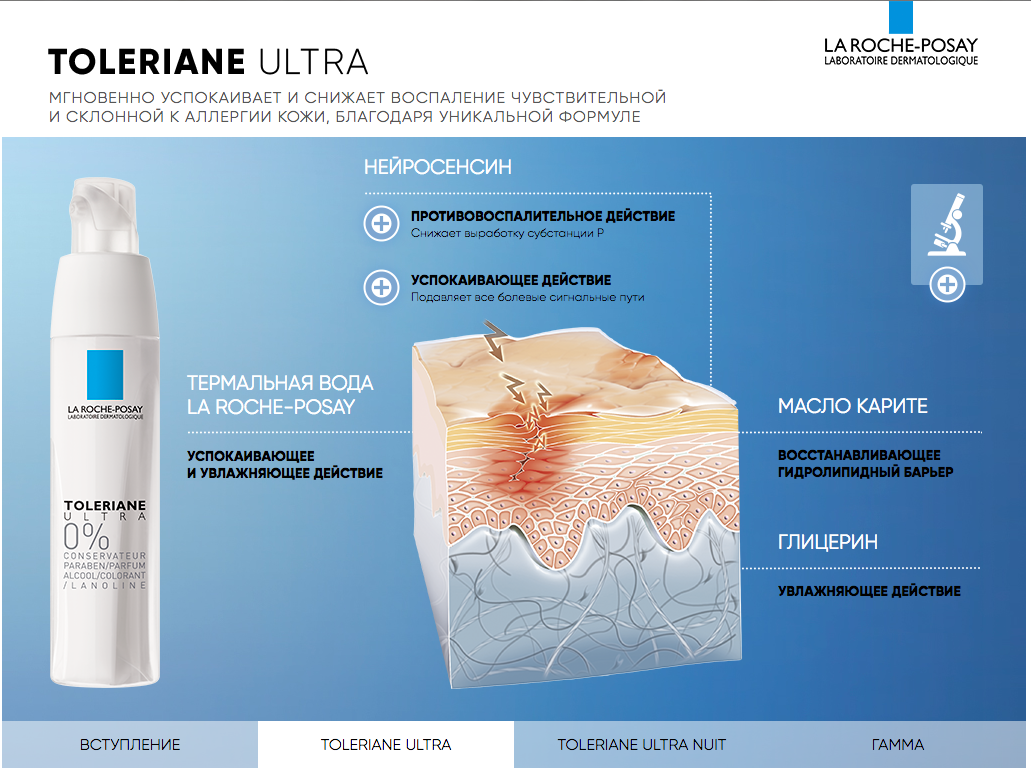 TOLERIANE ULTRA
МГНОВЕННО УСПОКАИВАЕТ И СНИЖАЕТ ВОСПАЛЕНИЕ ЧУВСТВИТЕЛЬНОЙ
И СКЛОННОЙ К АЛЛЕРГИИ КОЖИ, БЛАГОДАРЯ УНИКАЛЬНОЙ ФОРМУЛЕ
LA ROCHE-POSAY
LABORATOIRE DERMATOLOGIQUE
НЕЙРОСЕНСИН
ПРОТИВОВОСПАЛИТЕЛЬНОЕ ДЕЙСТВИЕ
Снижает выработку субстанции Р
УСПОКАИВАЮЩЕЕ ДЕЙСТВИЕ
Подавляет все болевые сигнальные пути
ТЕРМАЛЬНАЯ ВОДА
LA ROCHE-POSAY
УСПОКАИВАЮЩЕЕ
И УВЛАЖНЯЮЩЕЕ ДЕЙСТВИЕ
МАСЛО КАРИТЕ
ВОССТАНАВЛИВАЮЩЕЕ
ГИДРОЛИПИДНЫЙ БАРЬЕР
ГЛИЦЕРИН
УВЛАЖНЯЮЩЕЕ ДЕЙСТВИЕ
LA ROCHE-POSAY
LABORATOIRE DERMATOLOGIQUE
TOLERIANE
ULTRA
0%
CONSERVATEUR
PARABEN/PARFUM
ALCOOL/COLORANT
/LANOLINE
ВСТУПЛЕНИЕ
TOLERIANE ULTRA
TOLERIANE ULTRA NUIT
ГАММА